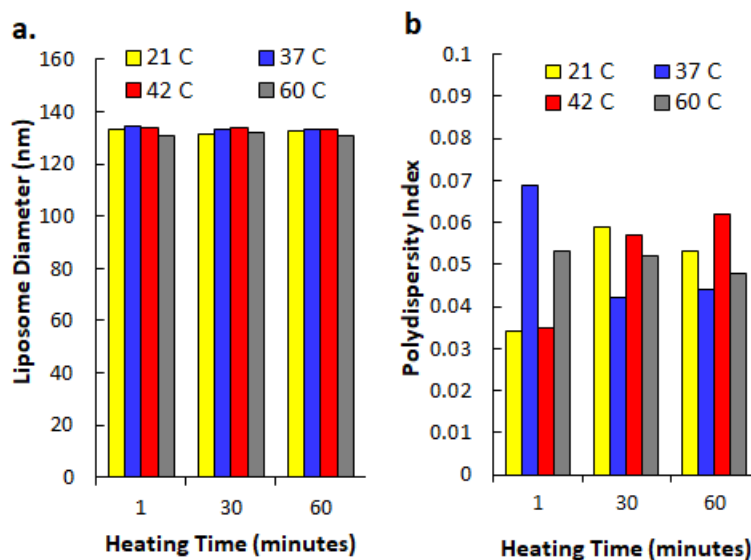 a.
Liposome Diameter (nm)
160
140
120
100
80
60
40
20
0
21 C
37 C
42 C
60 C
1
30
60
Heating Time (minutes)
b
Polydispersity Index
0.1
0.09
0.08
0.07
0.06
0.05
0.04
0.03
0.02
0.01
0
21 C
37 C
42 C
60 C
1
30
60
Heating Time (minutes)